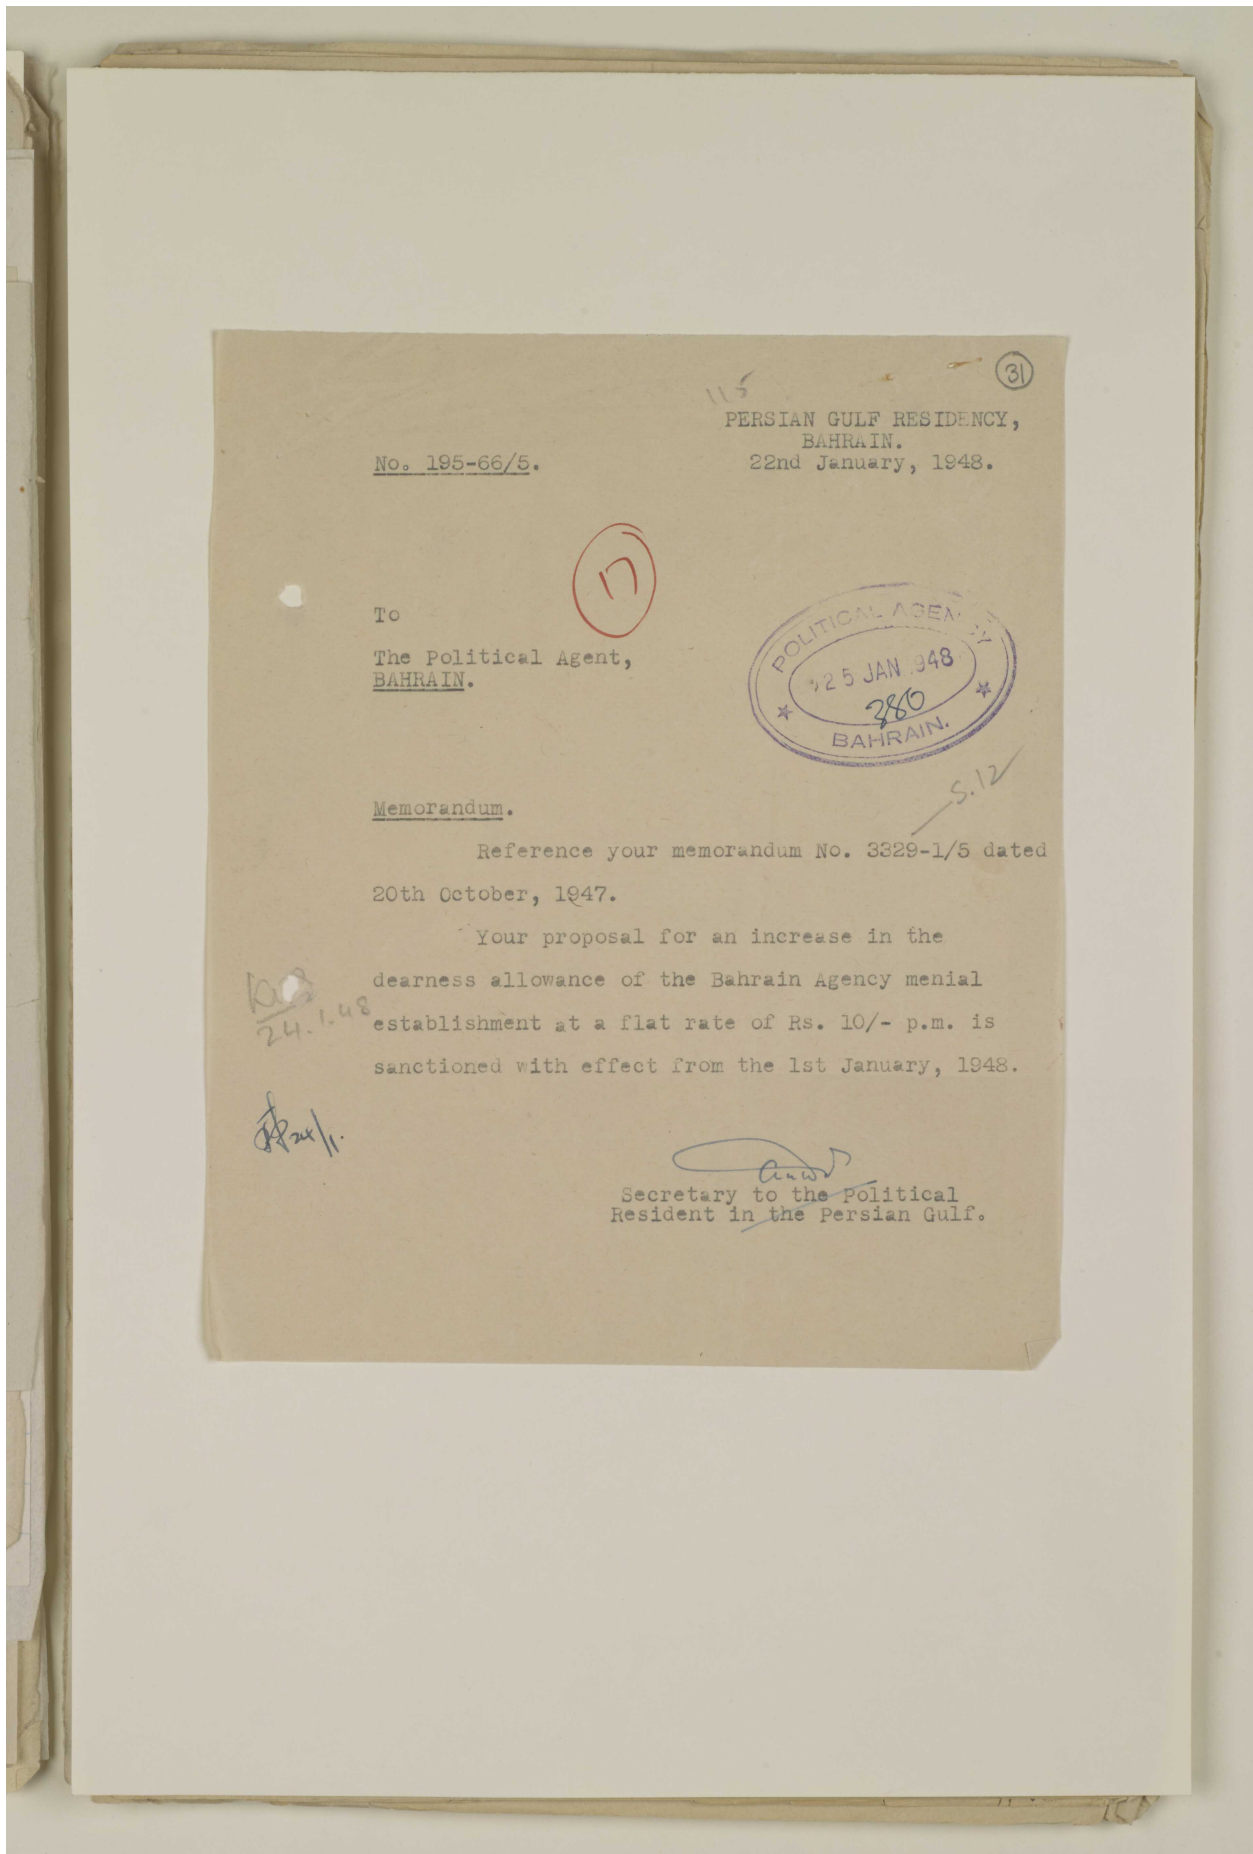 31
115
PERSIAN GULF RESIDENCY,
BAHRAIN.
No. 195-66/5.
22nd January, 1948.
17
To
The Political Agent,
BAHRAIN.
POLITICAL AGENCY
25 JAN 1948
380
BAHRAIN.
S.12
Memorandum.
Reference your memorandum No. 3329-1/5 dated
20th October, 1947.
Your proposal for an increase in the
dearness allowance of the Bahrain Agency menial
establishment at a flat rate of Rs. 10/- p.m. is
sanctioned with effect from the 1st January, 1948.
24.1.48
24/1.
Secretary to the Political
Resident in the Persian Gulf.